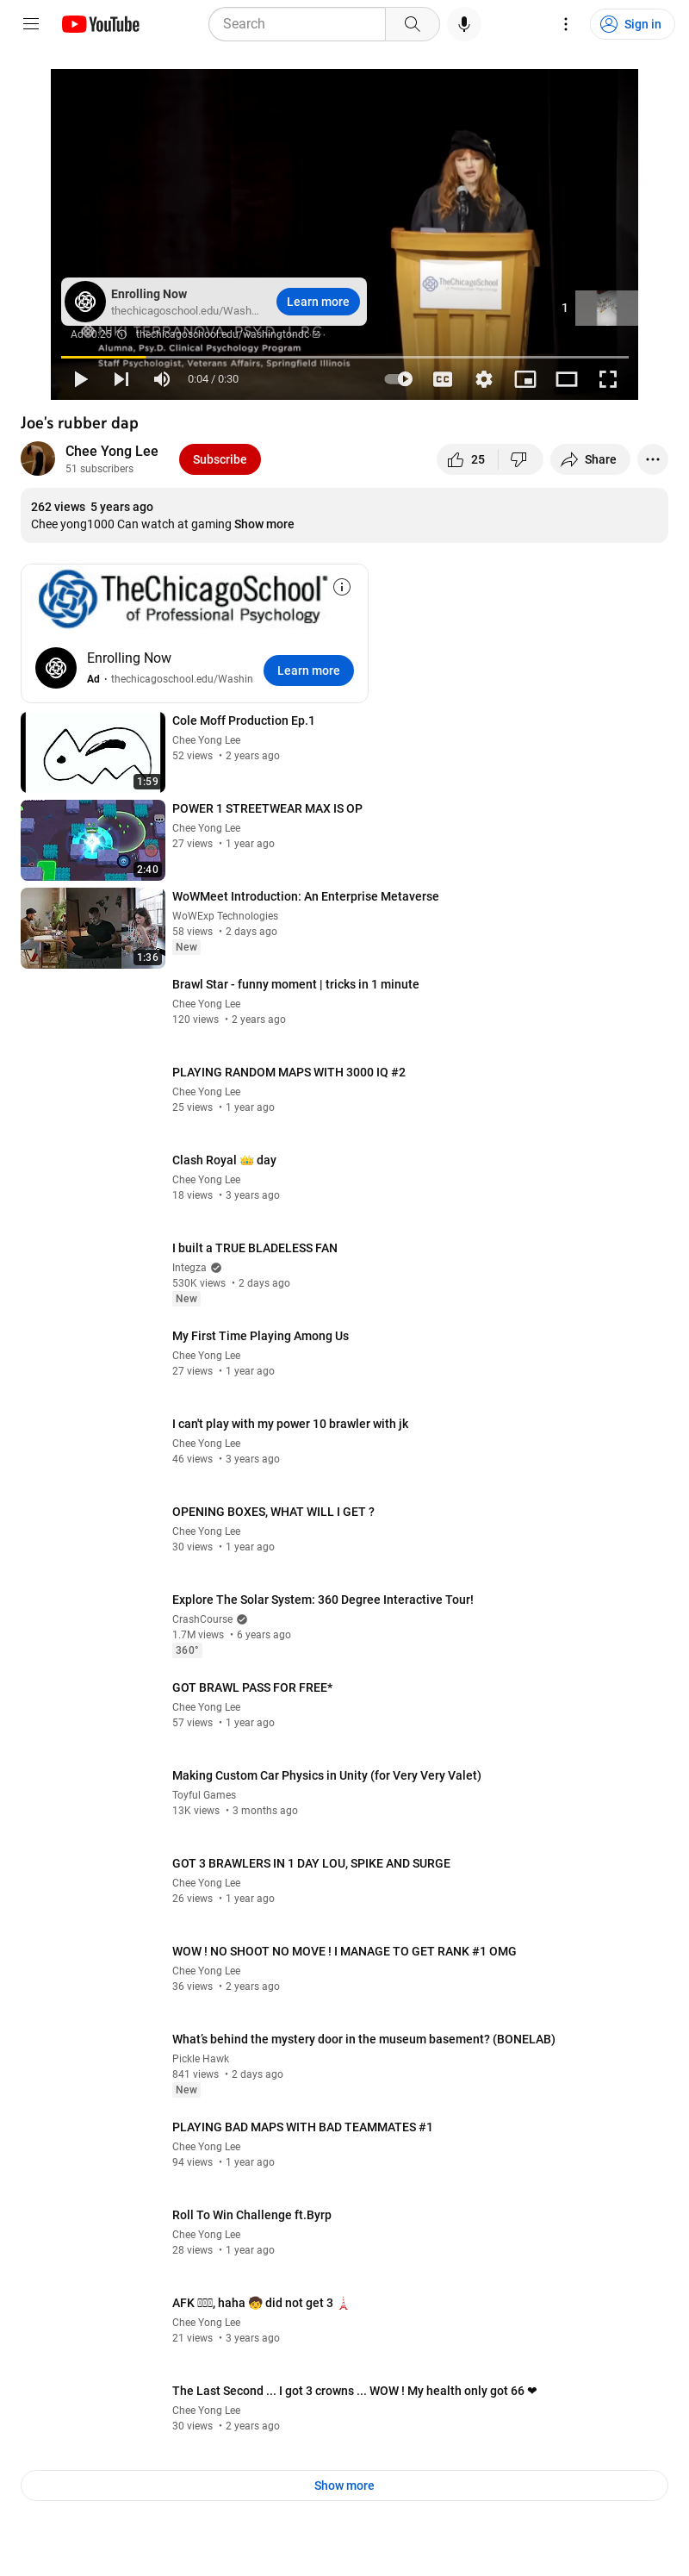 YouTube
Search
Sign in
TheChicagoSchool
of Professional Psychology
Enrolling Now
thechicagoschool.edu/Wash...
Learn more
1
NIKI TERRANOVA, PSY.D., J.P.C.
Ad · 0:25 thechicagoschool.edu/washingtondc
Alumna, Psy.D. Clinical Psychology Program
Staff Psychologist, Veterans Affairs, Springfield Illinois
0:04 / 0:30
CC
Joe's rubber dap
Chee Yong Lee
51 subscribers
Subscribe
25
Share
262 views 5 years ago
Chee yong1000 Can watch at gaming Show more
TheChicagoSchool
of Professional Psychology
Enrolling Now
Ad · thechicagoschool.edu/Washin
Learn more
Cole Moff Production Ep.1
Chee Yong Lee
52 views • 2 years ago
1:59
POWER 1 STREETWEAR MAX IS OP
Chee Yong Lee
27 views • 1 year ago
2:40
WoWMeet Introduction: An Enterprise Metaverse
WoWExp Technologies
58 views • 2 days ago
New
1:36
Brawl Star - funny moment | tricks in 1 minute
Chee Yong Lee
120 views • 2 years ago
PLAYING RANDOM MAPS WITH 3000 IQ #2
Chee Yong Lee
25 views • 1 year ago
Clash Royal 👑 day
Chee Yong Lee
18 views • 3 years ago
I built a TRUE BLADELESS FAN
Integza
530K views • 2 days ago
New
My First Time Playing Among Us
Chee Yong Lee
27 views • 1 year ago
I can't play with my power 10 brawler with jk
Chee Yong Lee
46 views • 3 years ago
OPENING BOXES, WHAT WILL I GET ?
Chee Yong Lee
30 views • 1 year ago
Explore The Solar System: 360 Degree Interactive Tour!
CrashCourse
1.7M views • 6 years ago
360°
GOT BRAWL PASS FOR FREE*
Chee Yong Lee
57 views • 1 year ago
Making Custom Car Physics in Unity (for Very Very Valet)
Toyful Games
13K views • 3 months ago
GOT 3 BRAWLERS IN 1 DAY LOU, SPIKE AND SURGE
Chee Yong Lee
26 views • 1 year ago
WOW ! NO SHOOT NO MOVE ! I MANAGE TO GET RANK #1 OMG
Chee Yong Lee
36 views • 2 years ago
What's behind the mystery door in the museum basement? (BONELAB)
Pickle Hawk
841 views • 2 days ago
New
PLAYING BAD MAPS WITH BAD TEAMMATES #1
Chee Yong Lee
94 views • 1 year ago
Roll To Win Challenge ft.Byrp
Chee Yong Lee
28 views • 1 year ago
AFK , haha 🧒 did not get 3 🗼
Chee Yong Lee
21 views • 3 years ago
The Last Second ... I got 3 crowns ... WOW ! My health only got 66 ❤
Chee Yong Lee
30 views • 2 years ago
Show more